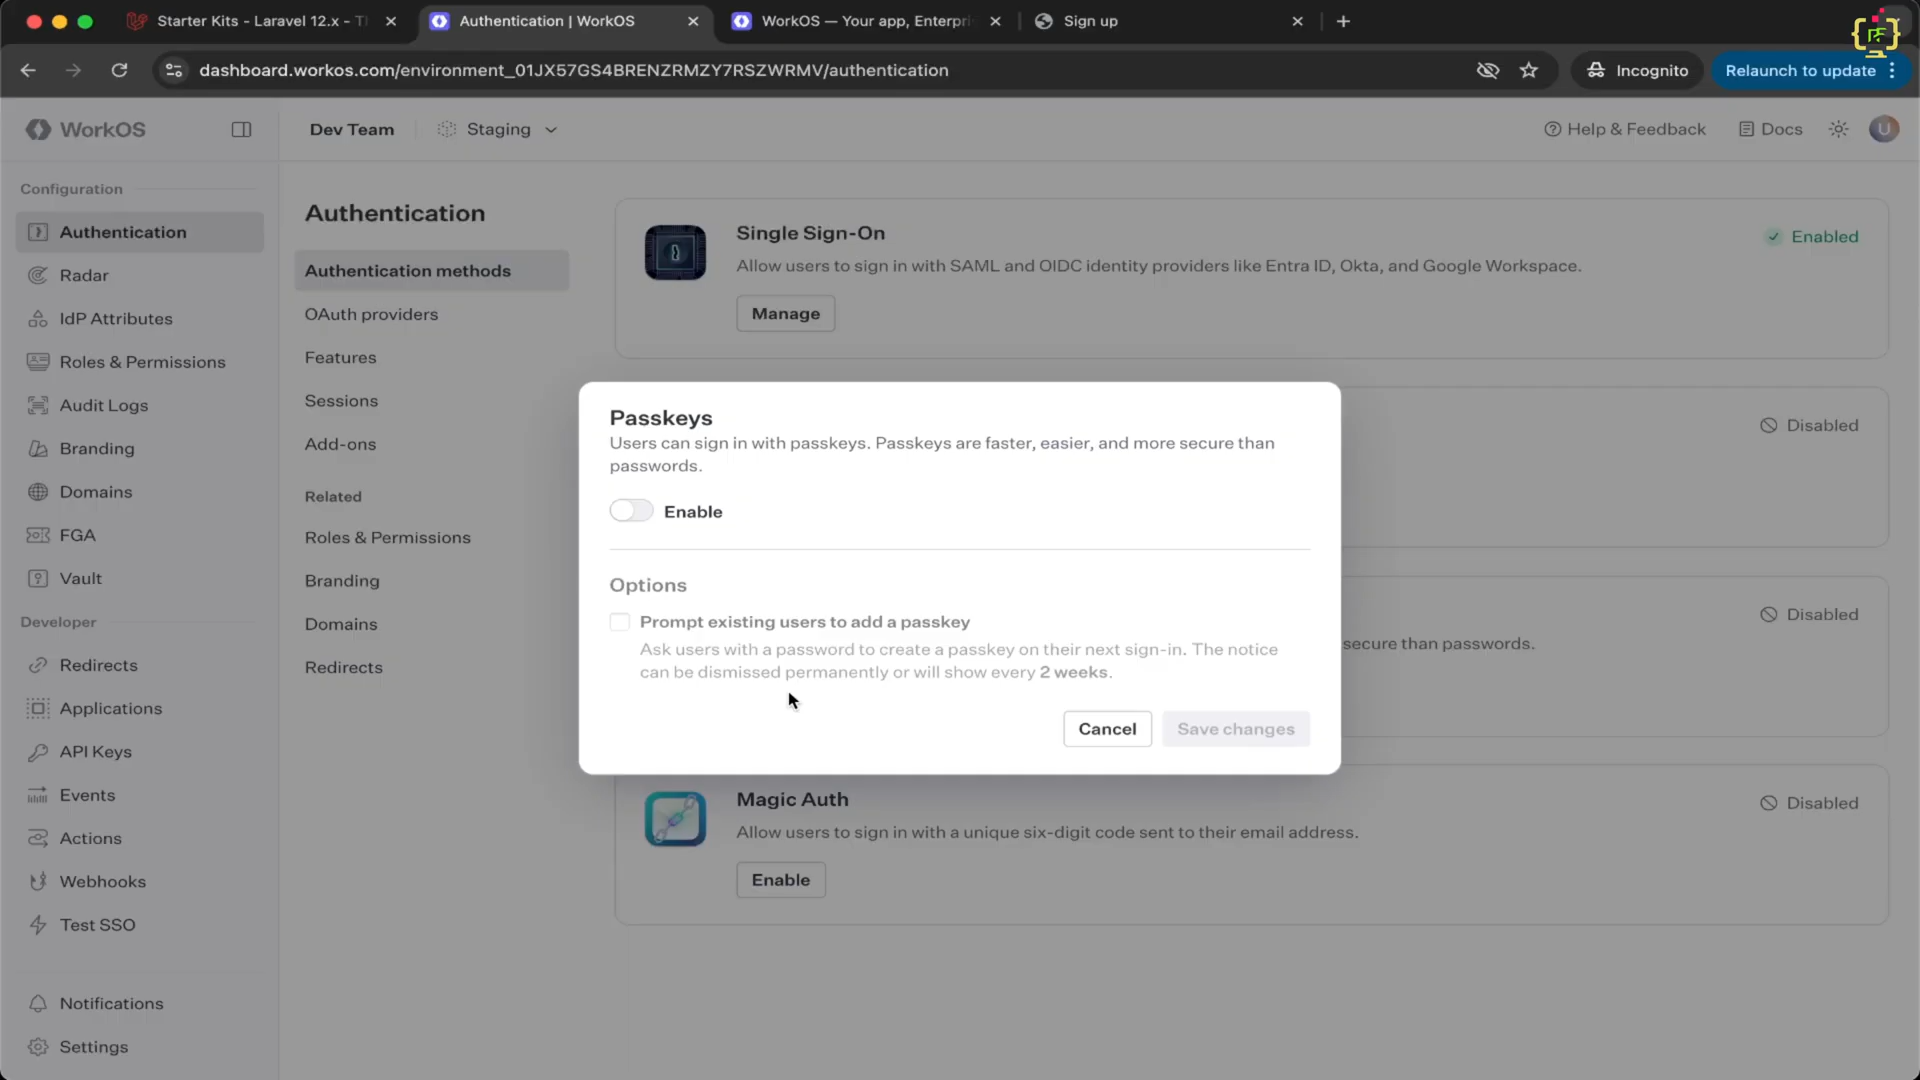 Starter Kits - Laravel 12.x - Th
Authentication | WorkOS
WorkOS — Your app, Enterpri
Sign up
dashboard.workos.com/environment_01JX57GS4BRENZRMZY7RSZWRMV/authentication
Incognito
Relaunch to update
WorkOS
Dev Team
Staging
Help & Feedback
Docs
U
Configuration
Authentication
Radar
IdP Attributes
Roles & Permissions
Audit Logs
Branding
Domains
FGA
Vault
Developer
Redirects
Applications
API Keys
Events
Actions
Webhooks
Test SSO
Notifications
Settings
Authentication
Authentication methods
OAuth providers
Features
Sessions
Add-ons
Related
Roles & Permissions
Branding
Domains
Redirects
Single Sign-On
Enabled
Allow users to sign in with SAML and OIDC identity providers like Entra ID, Okta, and Google Workspace.
Manage
Disabled
Disabled
secure than passwords.
Passkeys
Users can sign in with passkeys. Passkeys are faster, easier, and more secure than
passwords.
Enable
Options
Prompt existing users to add a passkey
Ask users with a password to create a passkey on their next sign-in. The notice
can be dismissed permanently or will show every 2 weeks.
Cancel
Save changes
Magic Auth
Disabled
Allow users to sign in with a unique six-digit code sent to their email address.
Enable